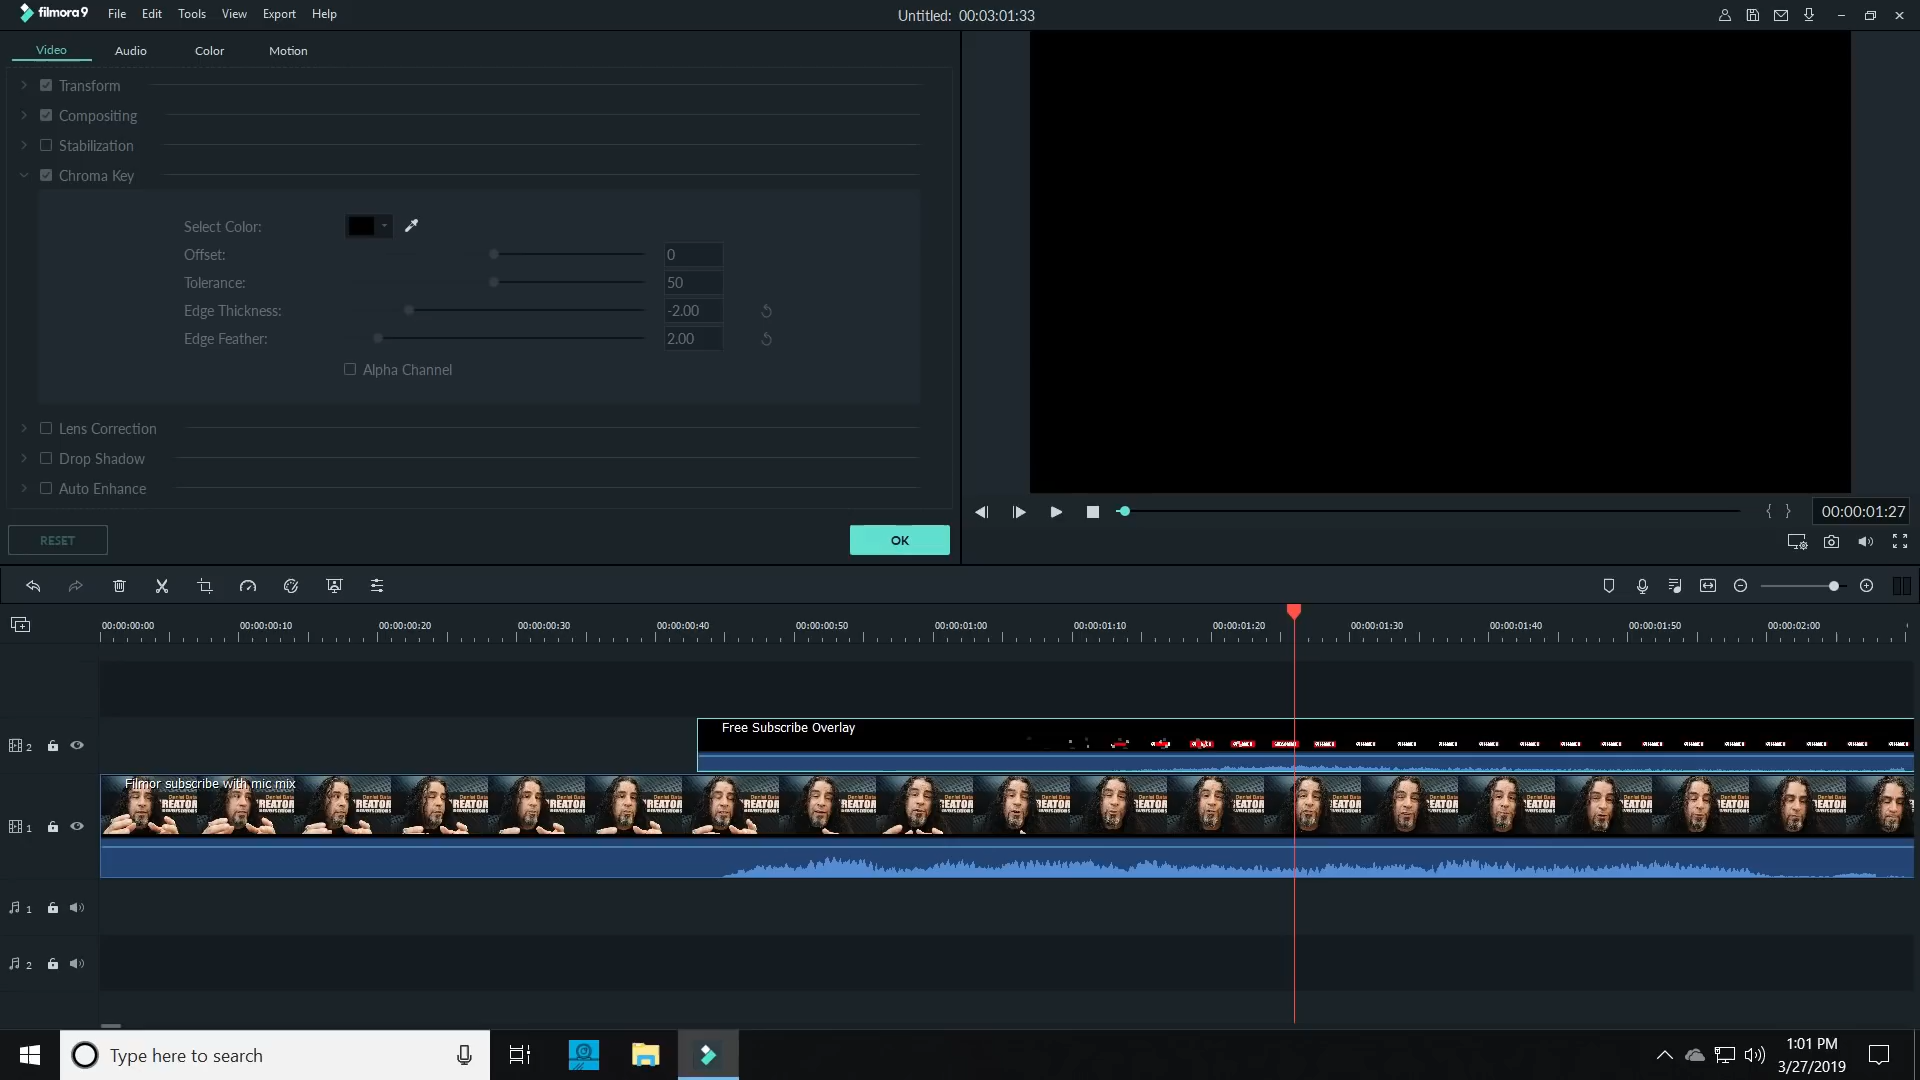 filmora9 File Edit Tools View Export Help Untitled: 00:03:01:33
Video Audio Color Motion
Transform
Compositing
Stabilization
Chroma Key
Select Color:
Offset: 0
Tolerance: 50
Edge Thickness: -2.00
Edge Feather: 2.00
Alpha Channel
Lens Correction
Drop Shadow
Auto Enhance
RESET OK
{ } 00:00:01:27
00:00:00:00 00:00:00:10 00:00:00:20 00:00:00:30 00:00:00:40 00:00:00:50 00:00:01:00 00:00:01:10 00:00:01:20 00:00:01:30 00:00:01:40 00:00:01:50 00:00:02:00
Free Subscribe Overlay
2
Filmor subscribe with mic mix
1
1
2
Type here to search
1:01 PM
3/27/2019